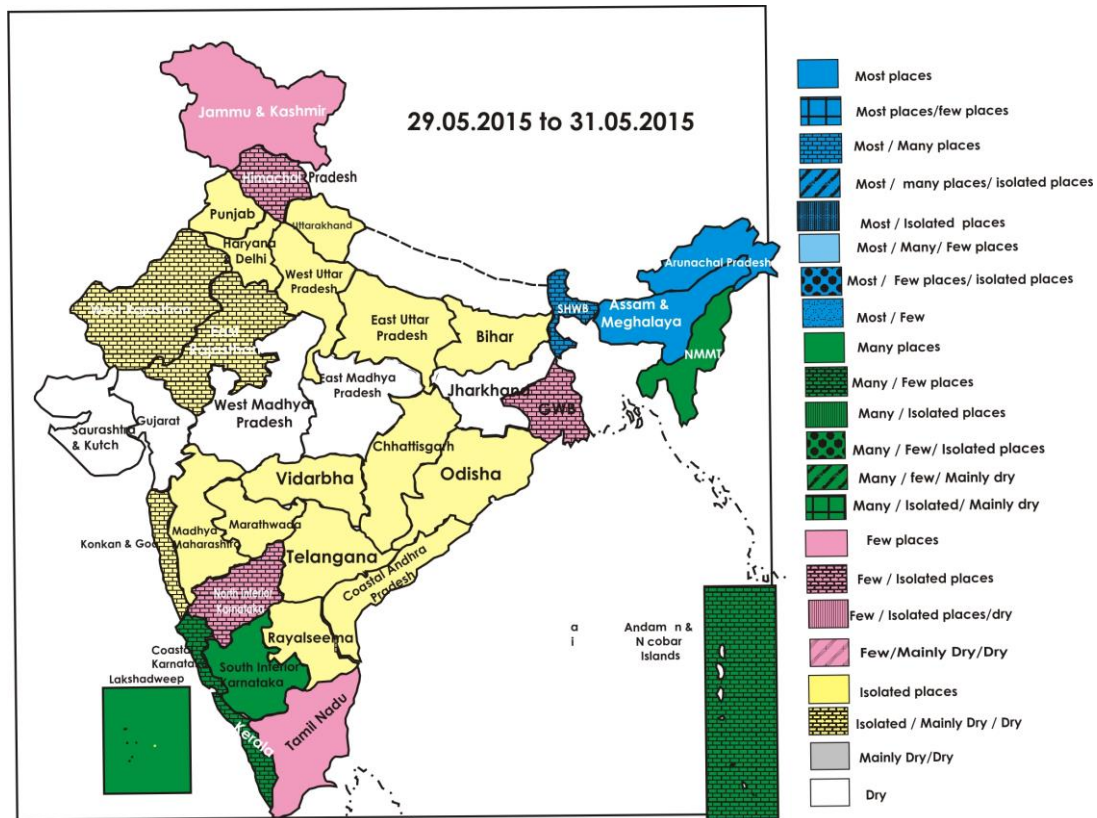 29.05.2015 to 31.05.2015
Jammu & Kashmir
Himachal Pradesh
Punjab
Uttarakhand
Haryana
& Delhi
West Uttar
Pradesh
West Rajasthan
East
Rajasthan
East Uttar
Pradesh
Bihar
SHWB
Assam &
Meghalaya
Arunachal Pradesh
NMMT
Saurashtra
& Kutch
Gujarat
West Madhya
Pradesh
East Madhya
Pradesh
Jharkhand
GWB
Chhattisgarh
Odisha
Vidarbha
Konkan & Goa
Madhya
Maharashtra
Marathwada
Telangana
Coastal Andhra
Pradesh
North Interior
Karnataka
Rayalseema
Coastal
Karnataka
South Interior
Karnataka
Lakshadweep
Kerala
Tamil Nadu
a
i
Andam n &
N cobar
Islands
Most places
Most places/few places
Most / Many places
Most / many places/ isolated places
Most / Isolated places
Most / Many/ Few places
Most / Few places/ isolated places
Most / Few
Many places
Many / Few places
Many / Isolated places
Many / Few/ Isolated places
Many / few/ Mainly dry
Many / Isolated/ Mainly dry
Few places
Few / Isolated places
Few / Isolated places/dry
Few/Mainly Dry/Dry
Isolated places
Isolated / Mainly Dry / Dry
Mainly Dry/Dry
Dry